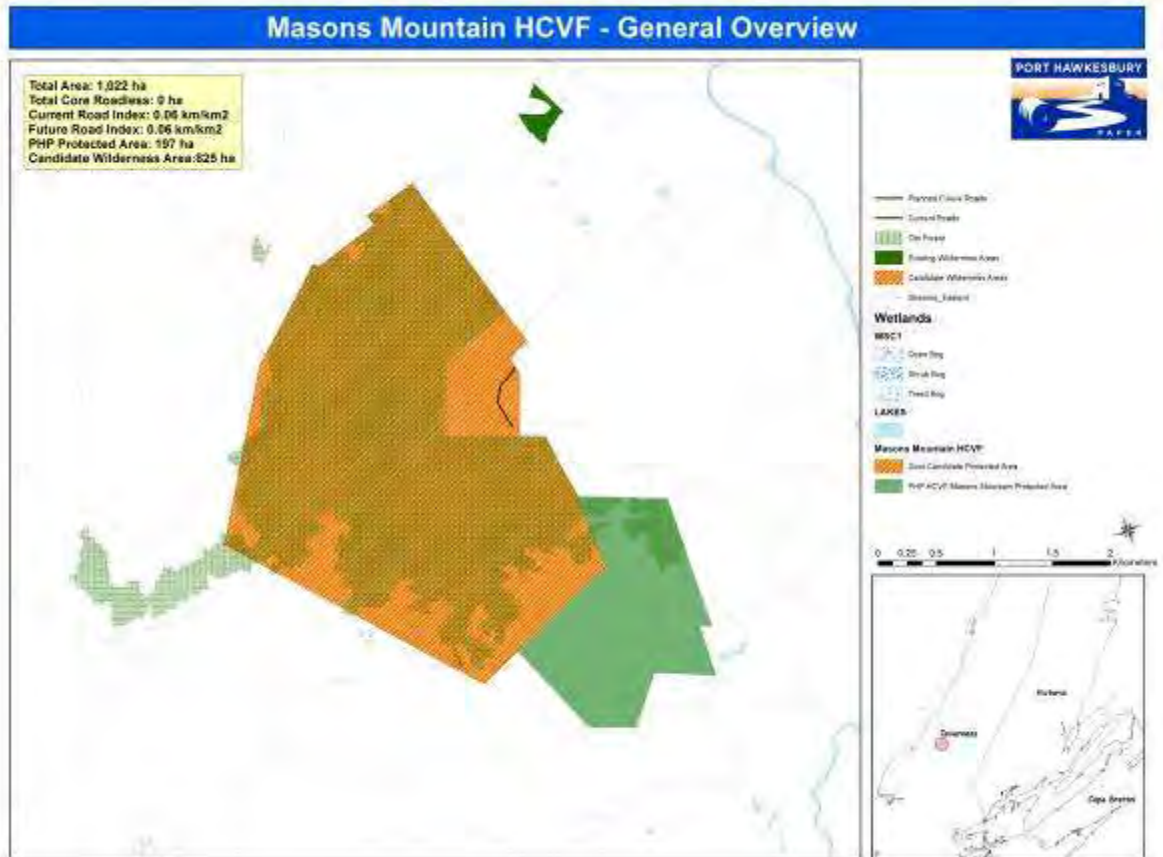 Masons Mountain HCVF - General Overview
Total Area: 1,022 ha
Total Core Roadless: 0 ha
Current Road Index: 0.06 km/km2
Future Road Index: 0.06 km/km2
PHP Protected Area: 197 ha
Candidate Wilderness Area:825 ha
PORT HAWKESBURY
PAPER
Planned Future Roads
Current Roads
Old Forest
Existing Wilderness Areas
Candidate Wilderness Areas
Wetlands
WSC1
Open Bog
Shrub Bog
Treed Bog
LAKES
Masons Mountain HCVF
Candidate Protected Area
PHP HCVF Masons Mountain Protected Area
0 0.25 0.5 1 1.5 2
Kilometers
Inverness
Victoria
Cape Breton